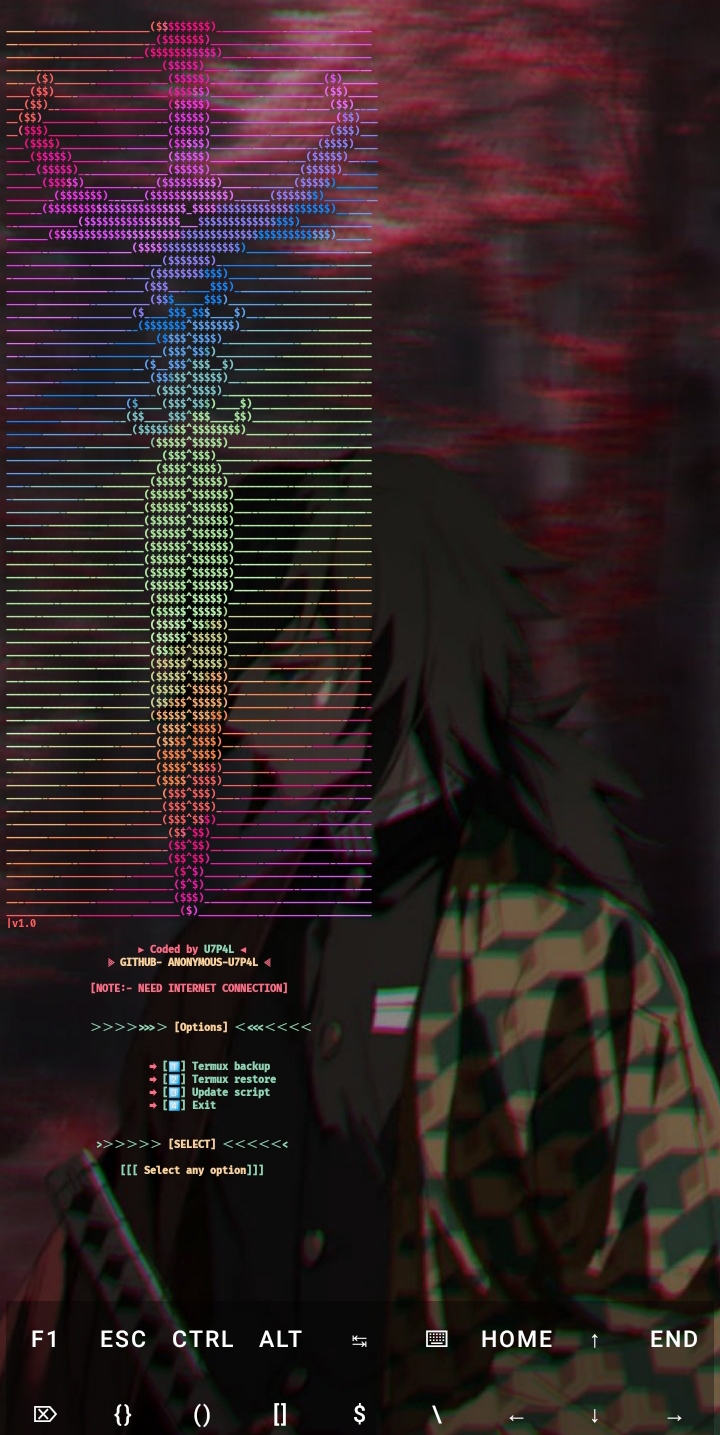 |v1.0
▶ Coded by U7P4L ◀
GITHUB- ANONYMOUS-U7P4L
[NOTE:- NEED INTERNET CONNECTION]
>>>>>>>> [Options] <<<<<<<<
➡ [1️⃣] Termux backup
➡ [2️⃣] Termux restore
➡ [3️⃣] Update script
➡ [4️⃣] Exit
>>>>>> [SELECT] <<<<<<
[[[ Select any option]]]
F1 ESC CTRL ALT ↹ ⌨ HOME ↑ END
⌦ {} () [] $ \ ← ↓ →